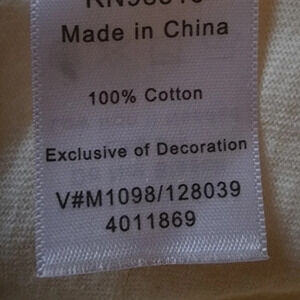 Made in China
100% Cotton
Exclusive of Decoration
V#M1098/128039
4011869